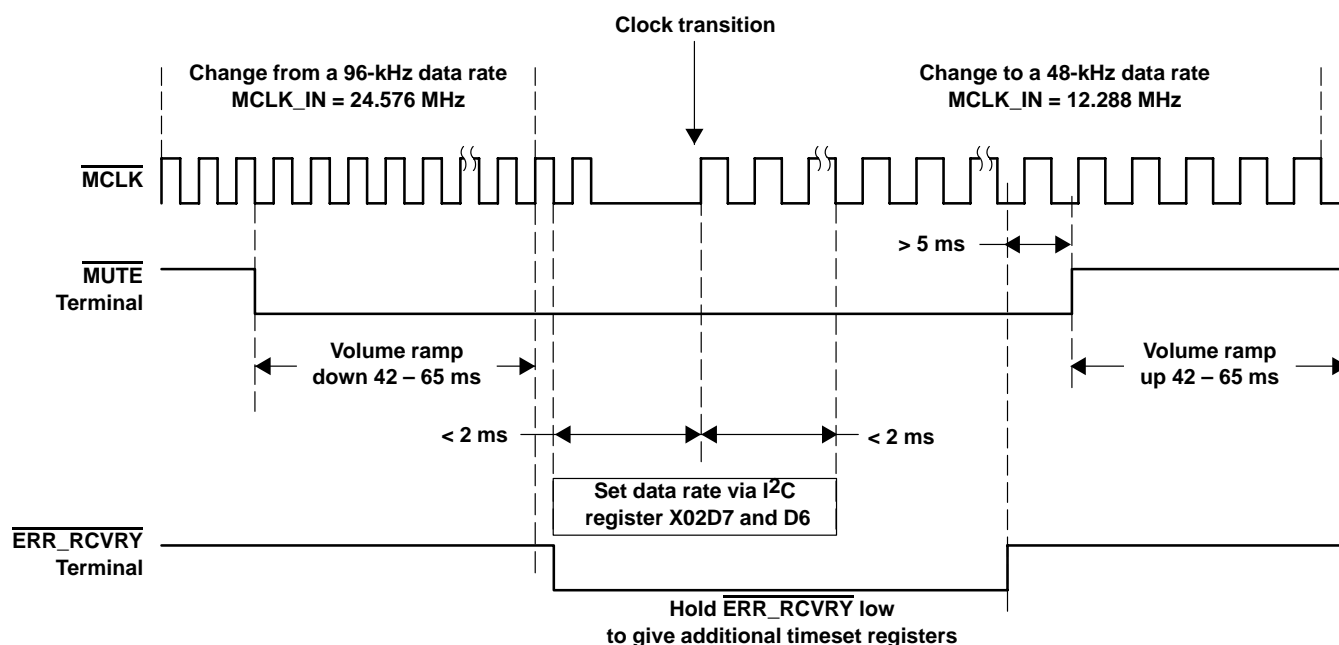 Clock transition
Change from a 96-kHz data rate
MCLK_IN = 24.576 MHz
Change to a 48-kHz data rate
MCLK_IN = 12.288 MHz
MCLK
> 5 ms
MUTE
Terminal
Volume ramp
down 42 – 65 ms
Volume ramp
up 42 – 65 ms
< 2 ms
< 2 ms
Set data rate via I2C
register X02D7 and D6
ERR_RCVRY
Terminal
Hold ERR_RCVRY low
to give additional timeset registers